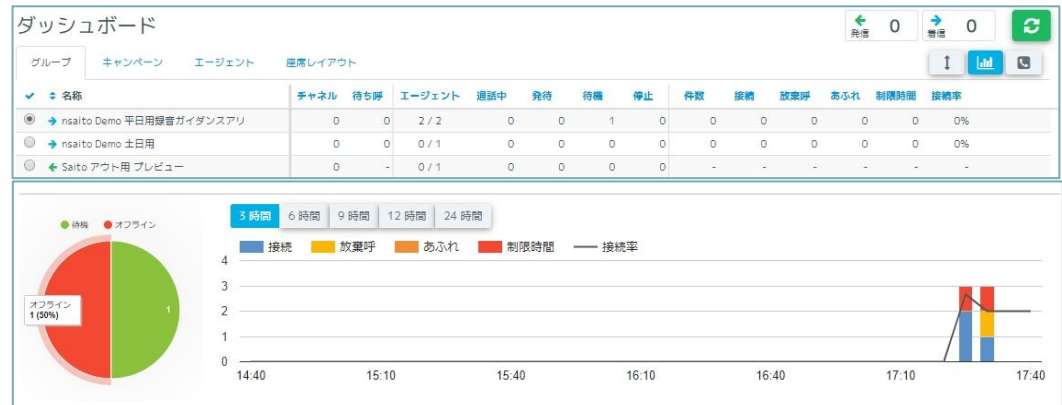 ダッシュボード
発信 0 着信 0
グループ キャンペーン エージェント 座席レイアウト
名称 チャネル 待ち呼 エージェント 通話中 発待 待機 停止 件数 接続 放棄呼 あふれ 制限時間 接続率
nsaito Demo 平日用録音ガイダンスアリ 0 0 2 / 2 0 0 1 0 0 0 0 0 0 0%
nsaito Demo 土日用 0 0 0 / 1 0 0 0 0 0 0 0 0 0 0%
Saito アウト用 プレビュー 0 - 0 / 1 0 0 0 0 - - - - - -
待機 オフライン
オフライン
1 (50%)
1
3 時間 6 時間 9 時間 12 時間 24 時間
接続 放棄呼 あふれ 制限時間 接続率
4
3
2
1
0
14:40 15:10 15:40 16:10 16:40 17:10 17:40